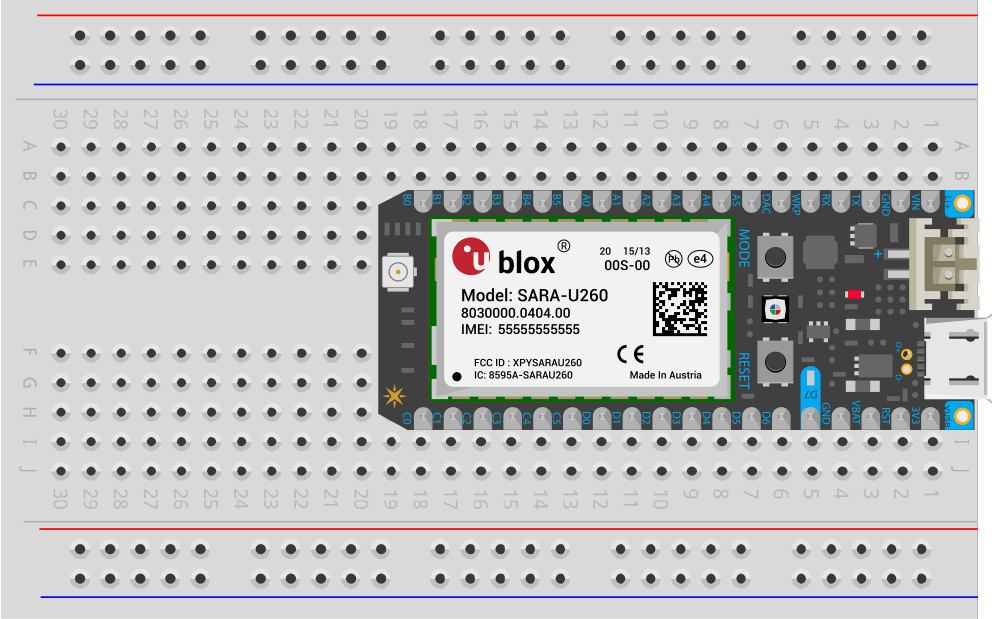 30 29 28 27 26 25 24 23 22 21 20 19 18 17 16 15 14 13 12 11 10 9 8 7 6 5 4 3 2 1
A A
B B
C
D
E
B0 B1 B2 B3 B4 B5 A0 A1 A2 A3 A4 A5 DAC WKP RX TX GND VIN
MODE
+
u blox ®
20 15/13
00S-00
Pb e4
Model: SARA-U260
8030000.0404.00
IMEI: 55555555555
FCC ID : XPYSARAU260
IC: 8595A-SARAU260
CE
Made In Austria
RESET
D+
D-
D7
C0 C1 C2 C3 C4 C5 D0 D1 D2 D3 D4 D5 D6 GND VBAT RST 3V3 VUSB
F
G
H
I I
J J
30 29 28 27 26 25 24 23 22 21 20 19 18 17 16 15 14 13 12 11 10 9 8 7 6 5 4 3 2 1